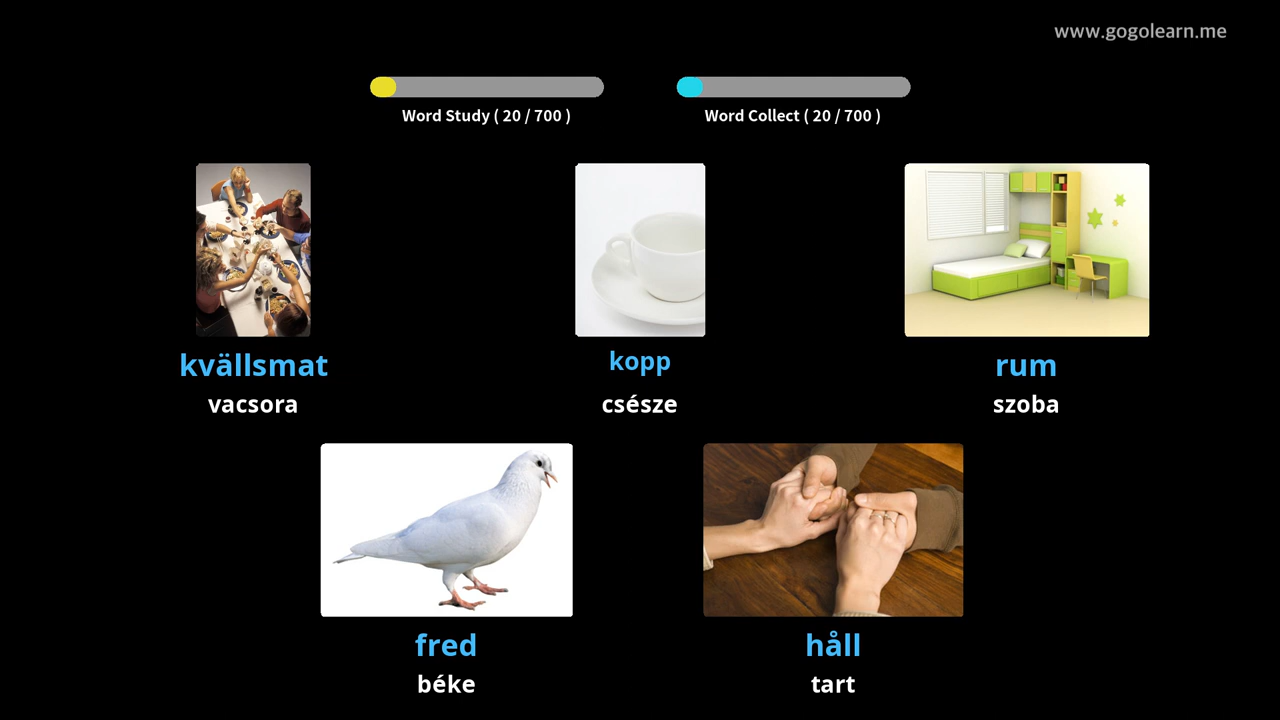 www.gogolearn.me
Word Study ( 20 / 700 )
Word Collect ( 20 / 700 )
kvällsmat
vacsora
kopp
csésze
rum
szoba
fred
béke
håll
tart